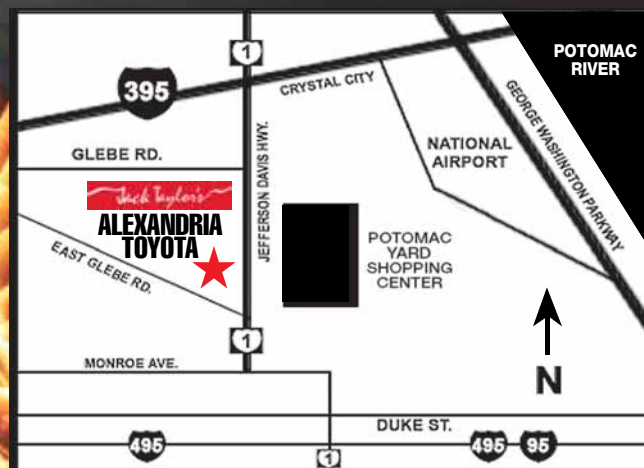 1
POTOMAC
RIVER
395
CRYSTAL CITY
GEORGE WASHINGTON PARKWAY
GLEBE RD.
JEFFERSON DAVIS HWY.
NATIONAL
AIRPORT
Jack Taylor's
ALEXANDRIA
TOYOTA
EAST GLEBE RD.
POTOMAC
YARD
SHOPPING
CENTER
1
MONROE AVE.
N
DUKE ST.
495
1
495
95